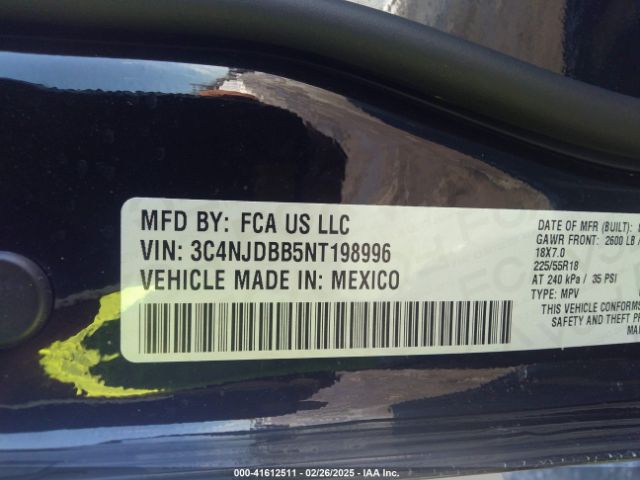 MFD BY: FCA US LLC
VIN: 3C4NJDBB5NT198996
VEHICLE MADE IN: MEXICO
DATE OF MFR (BUILT):
GAWR FRONT: 2600 LB
18X7.0
225/55R18
AT 240 kPa / 35 PSI
TYPE: MPV
THIS VEHICLE CONFORMS
SAFETY AND THEFT
000-41612511 - 02/26/2025 - IAA Inc.